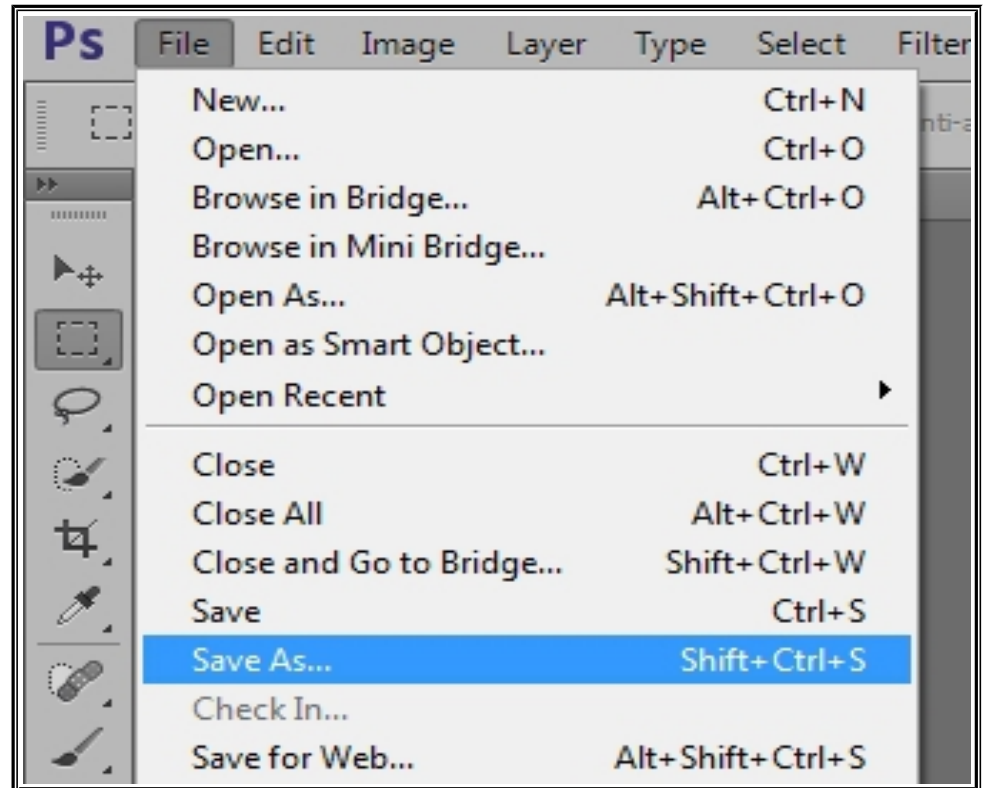 Ps File Edit Image Layer Type Select Filter
nti-a
New... Ctrl+N
Open... Ctrl+O
Browse in Bridge... Alt+Ctrl+O
Browse in Mini Bridge...
Open As... Alt+Shift+Ctrl+O
Open as Smart Object...
Open Recent
Close Ctrl+W
Close All Alt+Ctrl+W
Close and Go to Bridge... Shift+Ctrl+W
Save Ctrl+S
Save As... Shift+Ctrl+S
Check In...
Save for Web... Alt+Shift+Ctrl+S